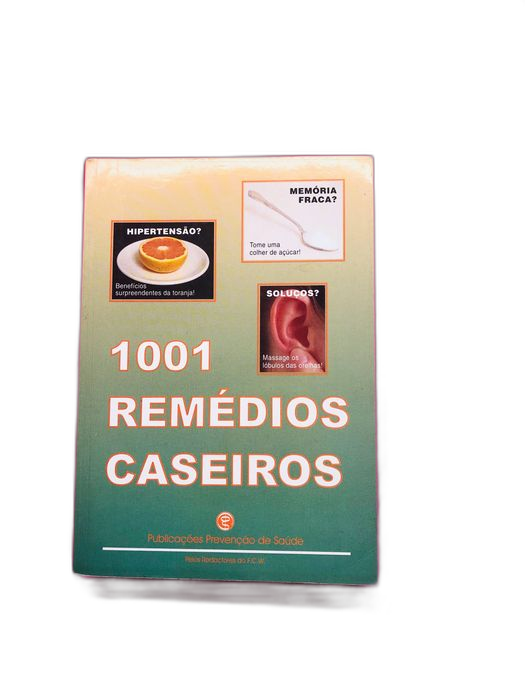 MEMÓRIA
FRACA?
Tome uma
colher de açúcar!
HIPERTENSÃO?
Benefícios
surpreendentes da toranja!
SOLUÇOS?
Massage os
lóbulos das orelhas!
1001
REMÉDIOS
CASEIROS
Publicações Prevenção de Saúde
Pelos Redactores do F.C.W.